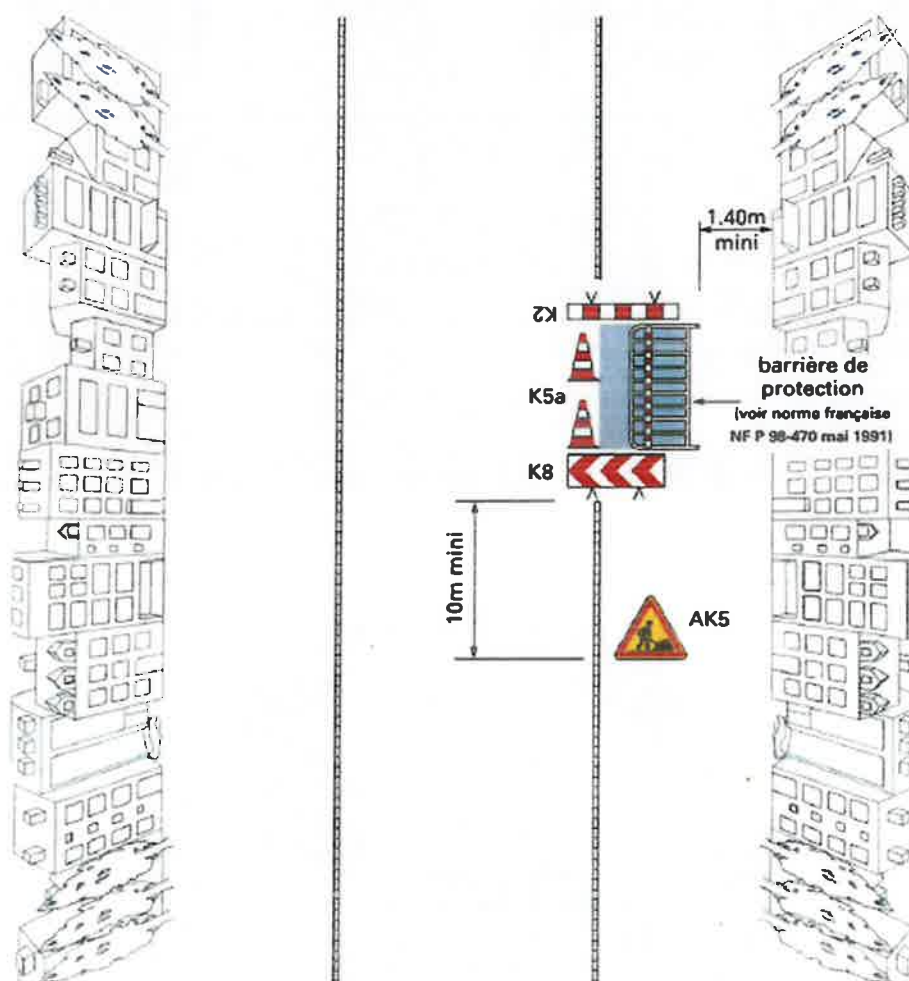 1.40m
mini
K2
K5a
barrière de
protection
(voir norme française
NF P 98-470 mai 1991)
K8
10m mini
AK5